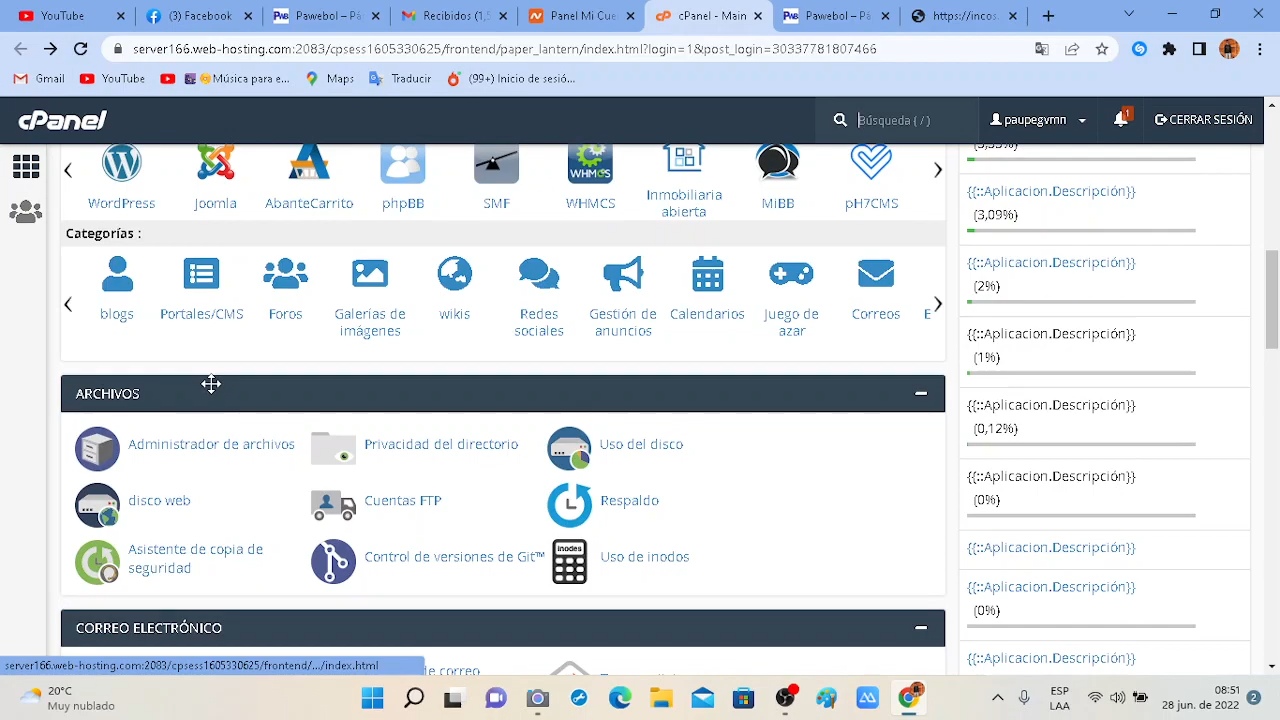 (3) Facebook
Pawebol – Pá
Recibidos (1,
Panel Mi Cue
cPanel - Main
Pawebol – Pá
https://incos
server166.web-hosting.com:2083/cpsess1605330625/frontend/paper_lantern/index.html?login=1&post_login=30337781807466
Gmail YouTube Música para e... Maps Traducir (99+) Inicio de sesió...
cPanel
Búsqueda ( / )
paupegvnn
1
CERRAR SESIÓN
WordPress Joomla AbanteCarrito phpBB SMF WHMCS Inmobiliaria abierta MiBB pH7CMS
Categorías :
blogs Portales/CMS Foros Galerías de imágenes wikis Redes sociales Gestión de anuncios Calendarios Juego de azar Correos E
ARCHIVOS
Administrador de archivos Privacidad del directorio Uso del disco
disco web Cuentas FTP Respaldo
Asistente de copia de seguridad Control de versiones de Git™ Uso de inodos
CORREO ELECTRÓNICO
de correo
{{::Aplicacion.Descripción}}
(3,09%)
{{::Aplicacion.Descripción}}
(2%)
{{::Aplicacion.Descripción}}
(1%)
{{::Aplicacion.Descripción}}
(0,12%)
{{::Aplicacion.Descripción}}
(0%)
{{::Aplicacion.Descripción}}
{{::Aplicacion.Descripción}}
(0%)
{{::Aplicacion.Descripción}}
server166.web-hosting.com:2083/cpsess1605330625/frontend/.../index.html
20°C
Muy nublado
ESP
LAA
08:51
28 jun. de 2022
2